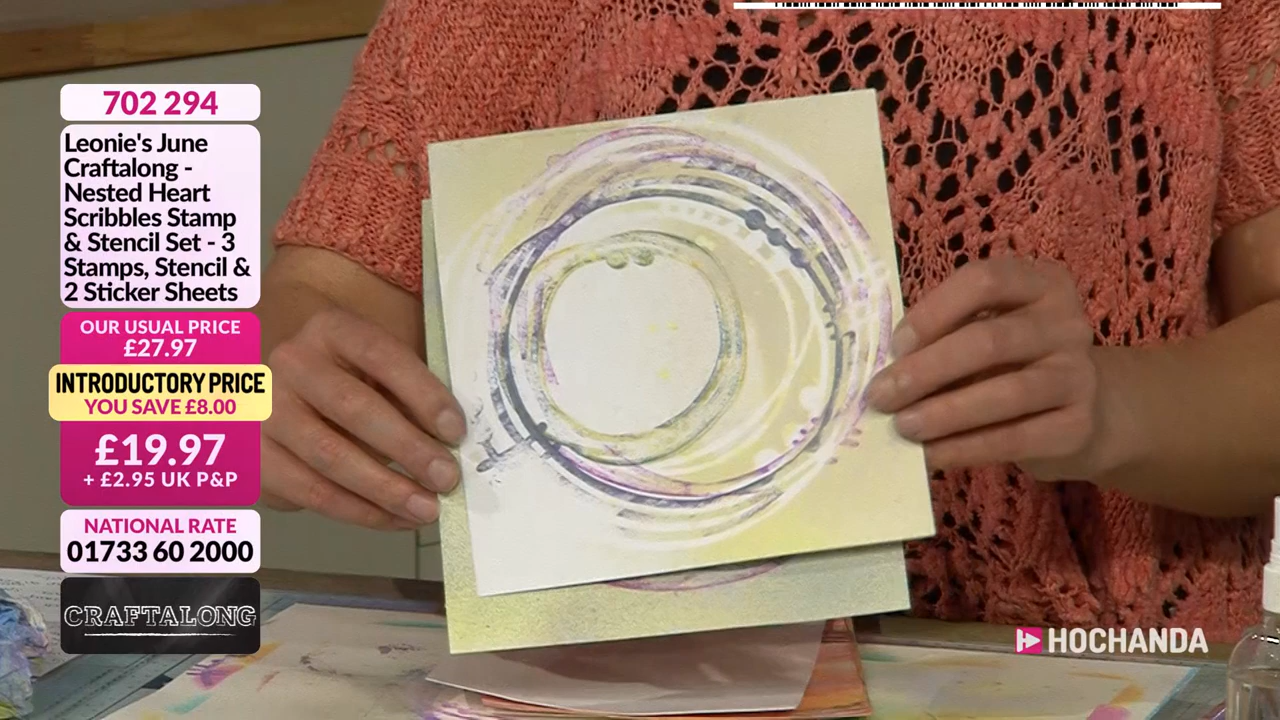 702 294
Leonie's June
Craftalong -
Nested Heart
Scribbles Stamp
& Stencil Set - 3
Stamps, Stencil &
2 Sticker Sheets
OUR USUAL PRICE
£27.97
INTRODUCTORY PRICE
YOU SAVE £8.00
£19.97
+ £2.95 UK P&P
NATIONAL RATE
01733 60 2000
CRAFTALONG
HOCHANDA